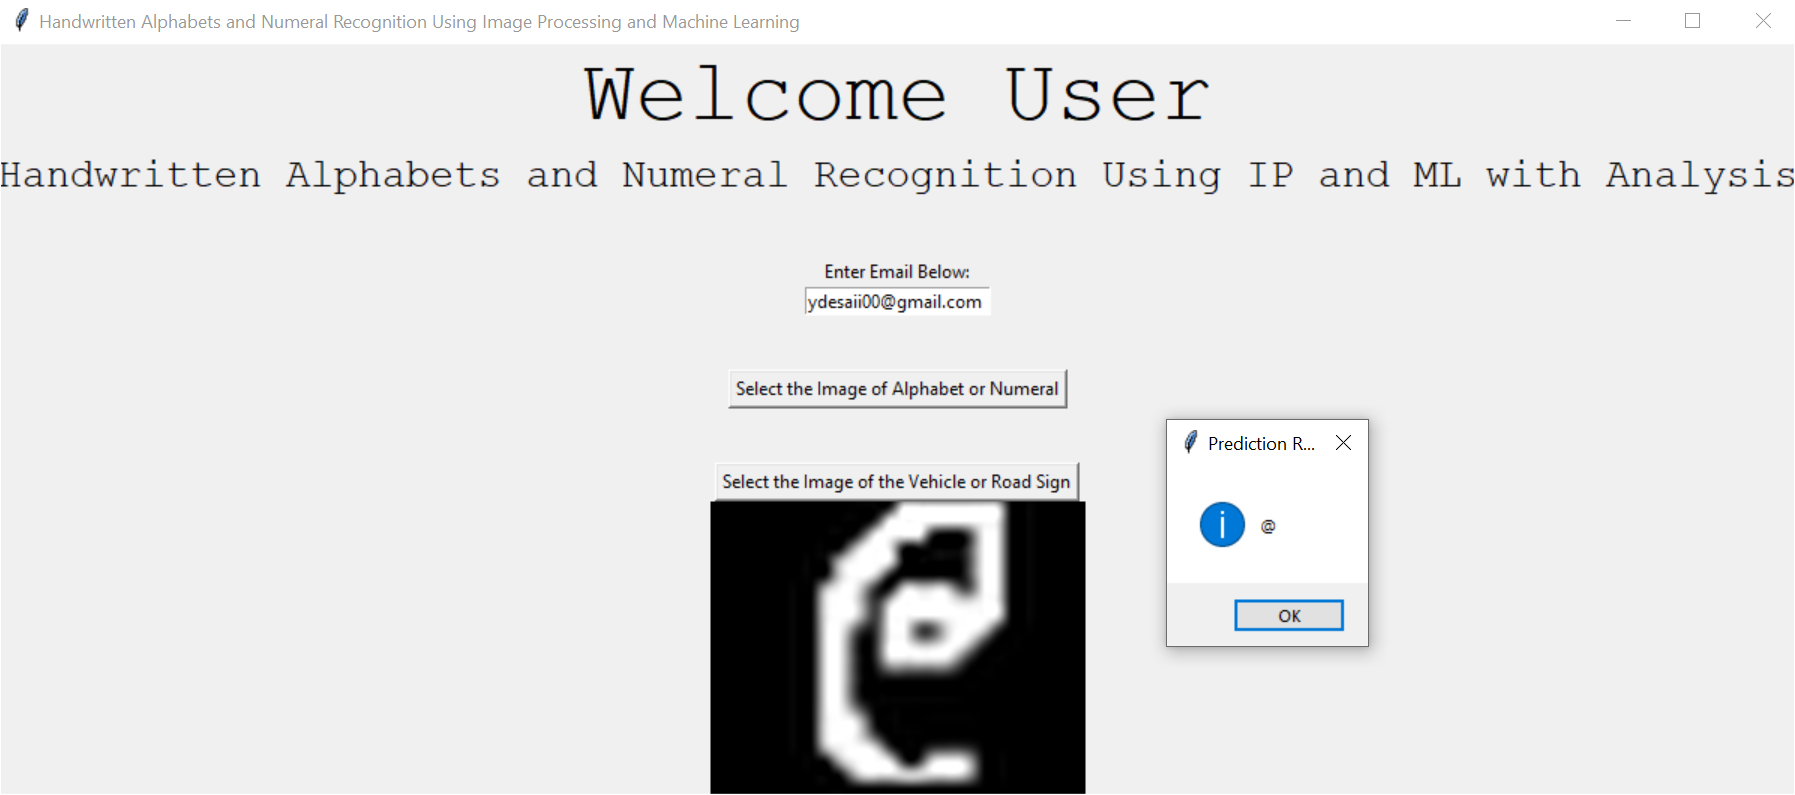 Handwritten Alphabets and Numeral Recognition Using Image Processing and Machine Learning
Welcome User
Handwritten Alphabets and Numeral Recognition Using IP and ML with Analysis
Enter Email Below:
ydesaii00@gmail.com
Select the Image of Alphabet or Numeral
Select the Image of the Vehicle or Road Sign
@
Prediction R...
i @
OK